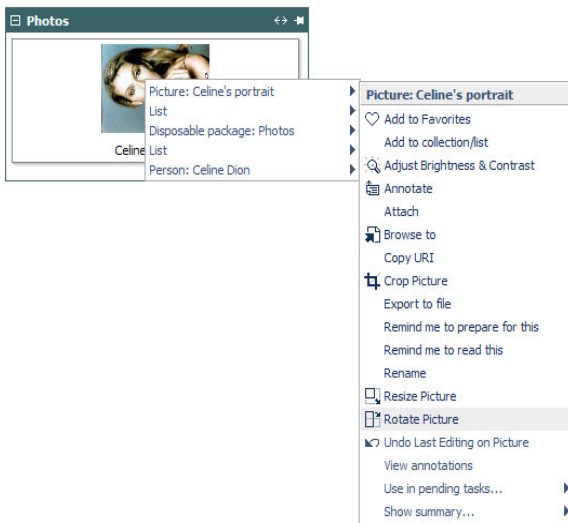 Photos
Celine
Picture: Celine's portrait
List
Disposable package: Photos
List
Person: Celine Dion
Picture: Celine's portrait
Add to Favorites
Add to collection/list
Adjust Brightness & Contrast
Annotate
Attach
Browse to
Copy URI
Crop Picture
Export to file
Remind me to prepare for this
Remind me to read this
Rename
Resize Picture
Rotate Picture
Undo Last Editing on Picture
View annotations
Use in pending tasks...
Show summary...